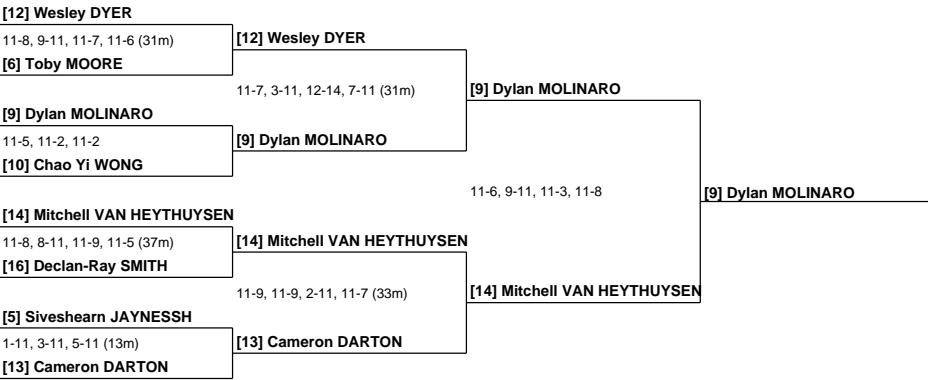 [12] Wesley DYER
11-8, 9-11, 11-7, 11-6 (31m)
[6] Toby MOORE
[12] Wesley DYER
11-7, 3-11, 12-14, 7-11 (31m)
[9] Dylan MOLINARO
[9] Dylan MOLINARO
11-5, 11-2, 11-2
[10] Chao Yi WONG
[9] Dylan MOLINARO
11-6, 9-11, 11-3, 11-8
[9] Dylan MOLINARO
[14] Mitchell VAN HEYTHUYSEN
11-8, 8-11, 11-9, 11-5 (37m)
[16] Declan-Ray SMITH
[14] Mitchell VAN HEYTHUYSEN
11-9, 11-9, 2-11, 11-7 (33m)
[14] Mitchell VAN HEYTHUYSEN
[5] Siveshearn JAYNESSH
1-11, 3-11, 5-11 (13m)
[13] Cameron DARTON
[13] Cameron DARTON